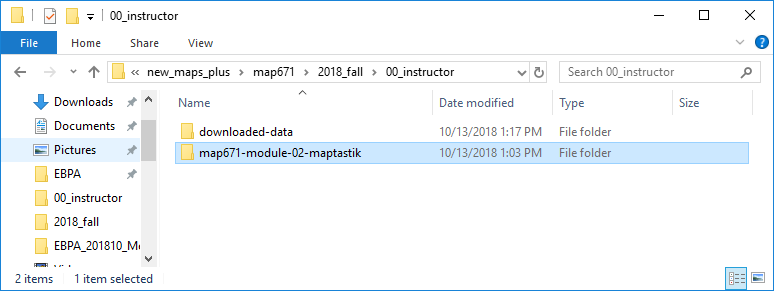 00_instructor
File Home Share View
« new_maps_plus map671 2018_fall 00_instructor Search 00_instructor
Name Date modified Type Size
Downloads
Documents
Pictures
EBPA
00_instructor
2018_fall
EBPA_201810_Mo
downloaded-data 10/13/2018 1:17 PM File folder
map671-module-02-maptastik 10/13/2018 1:03 PM File folder
2 items 1 item selected